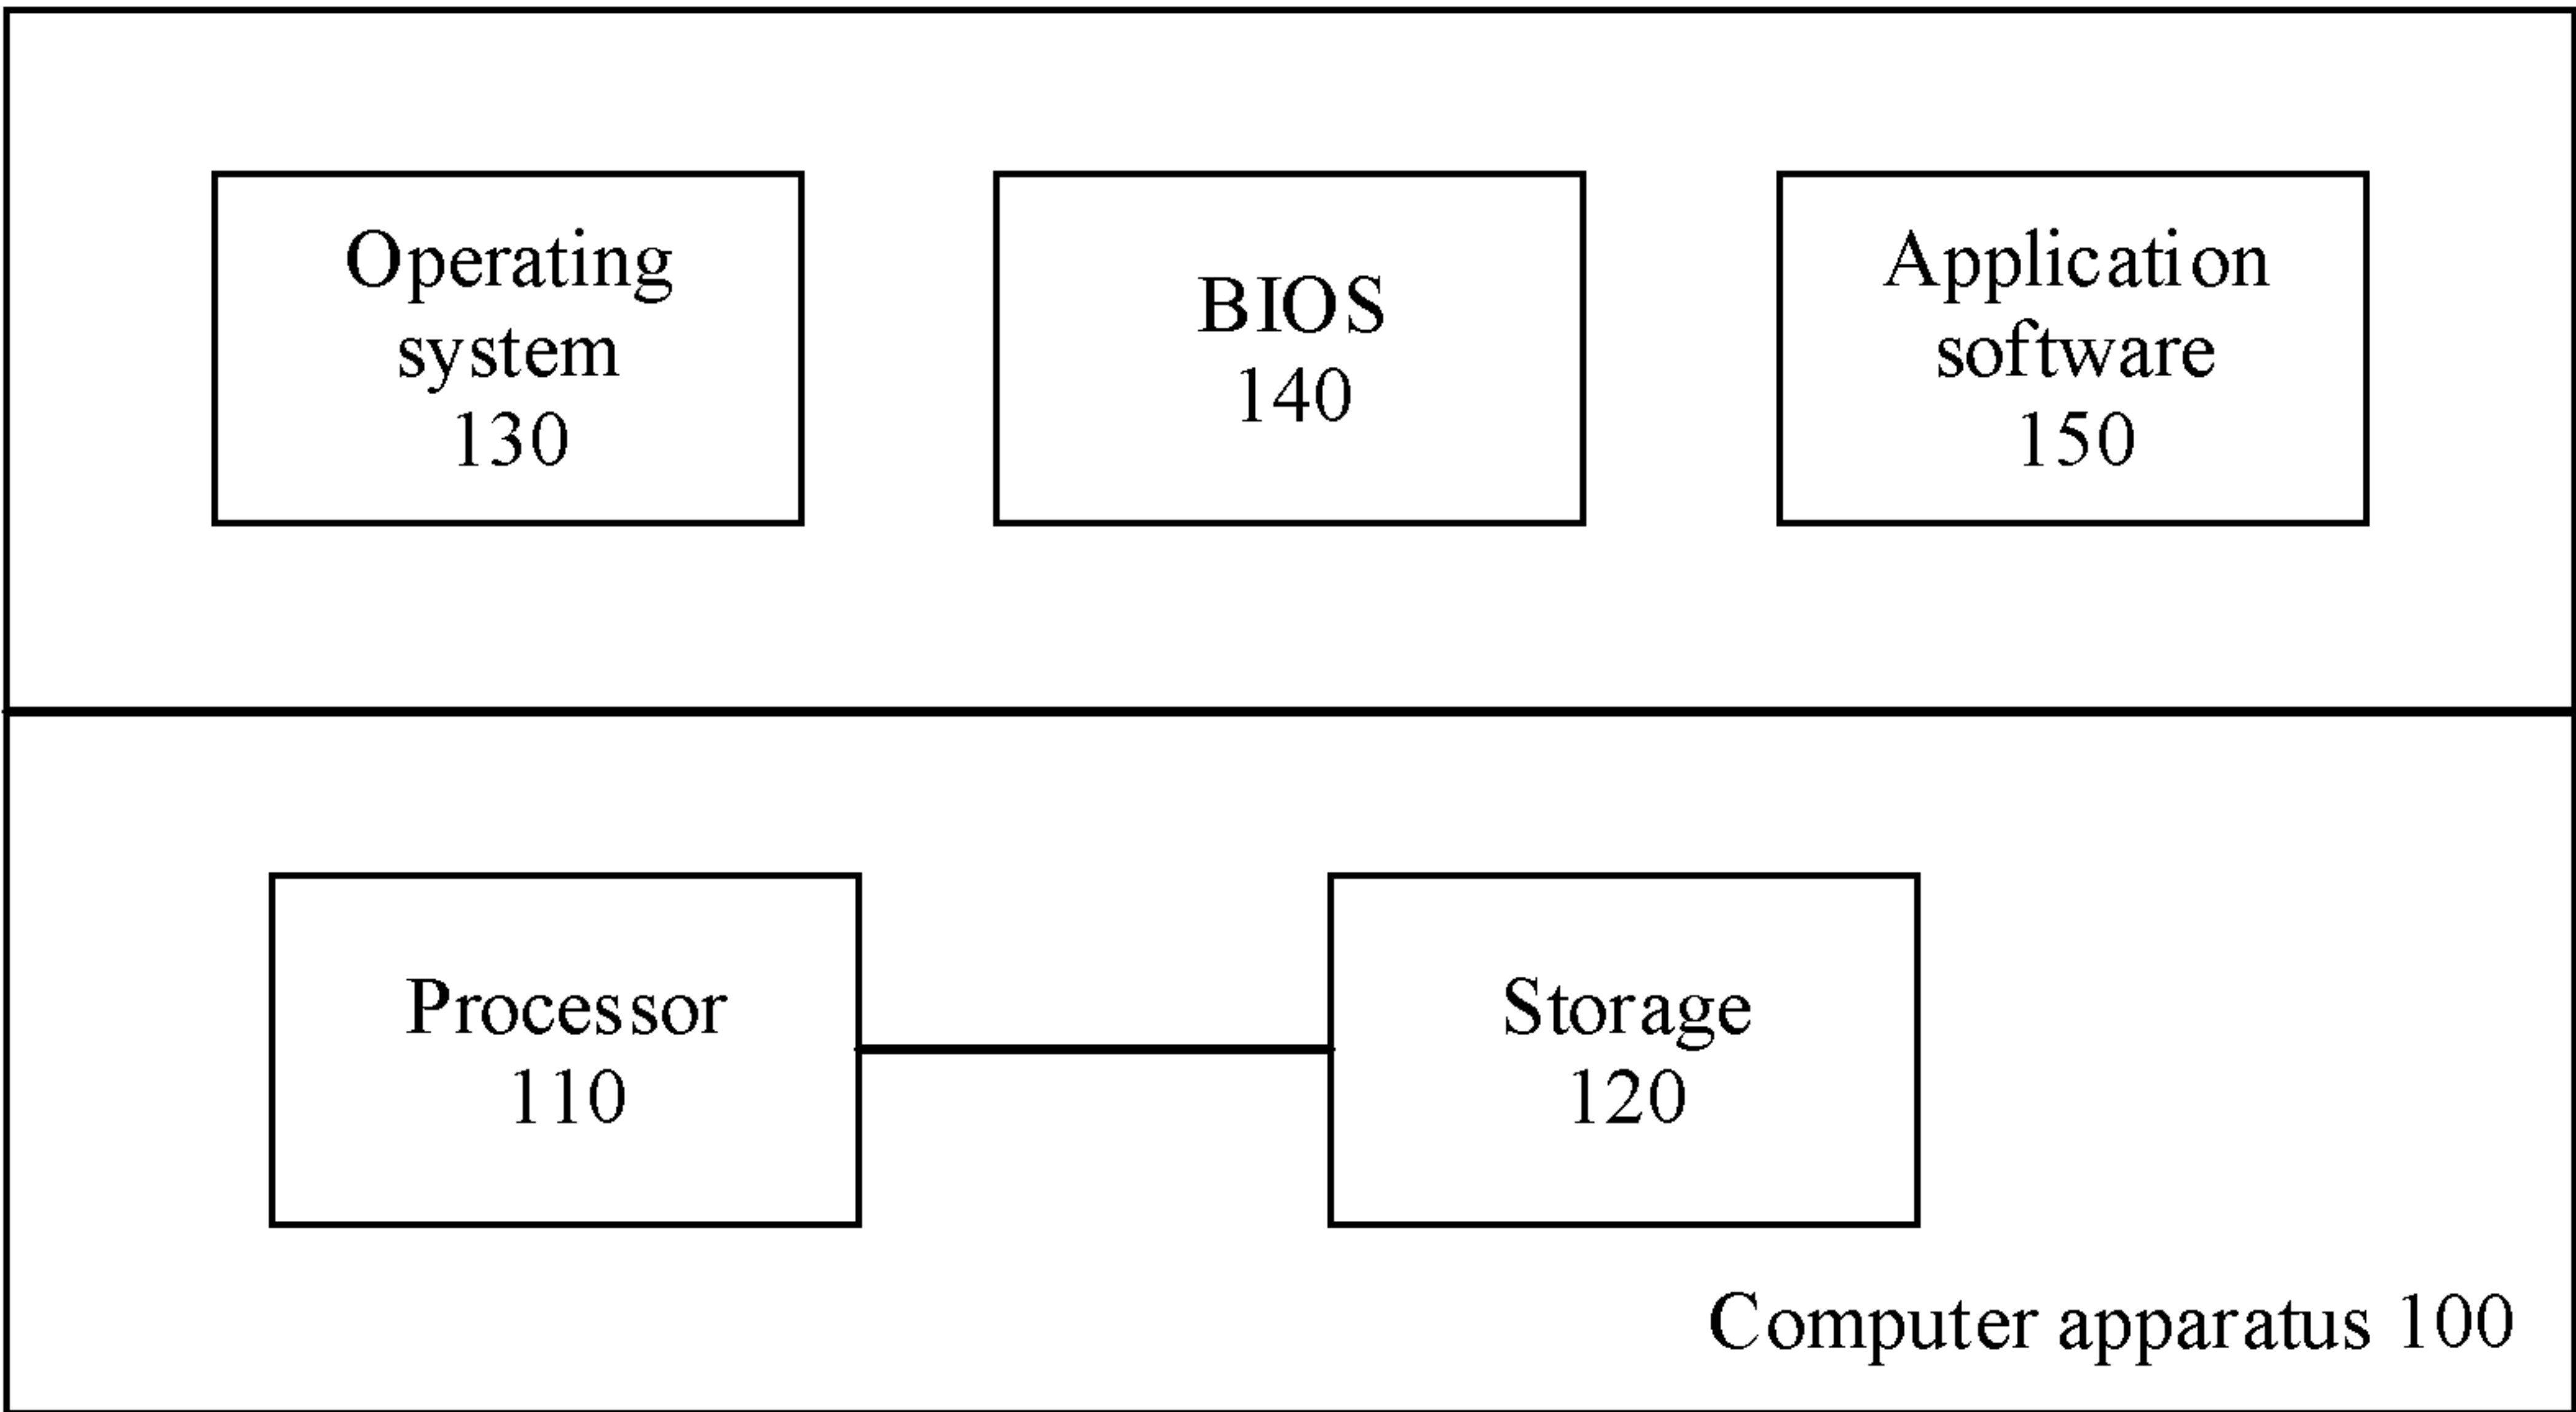 Operating
system
130
BIOS
140
Application
software
150
Processor
110
Storage
120
Computer apparatus 100